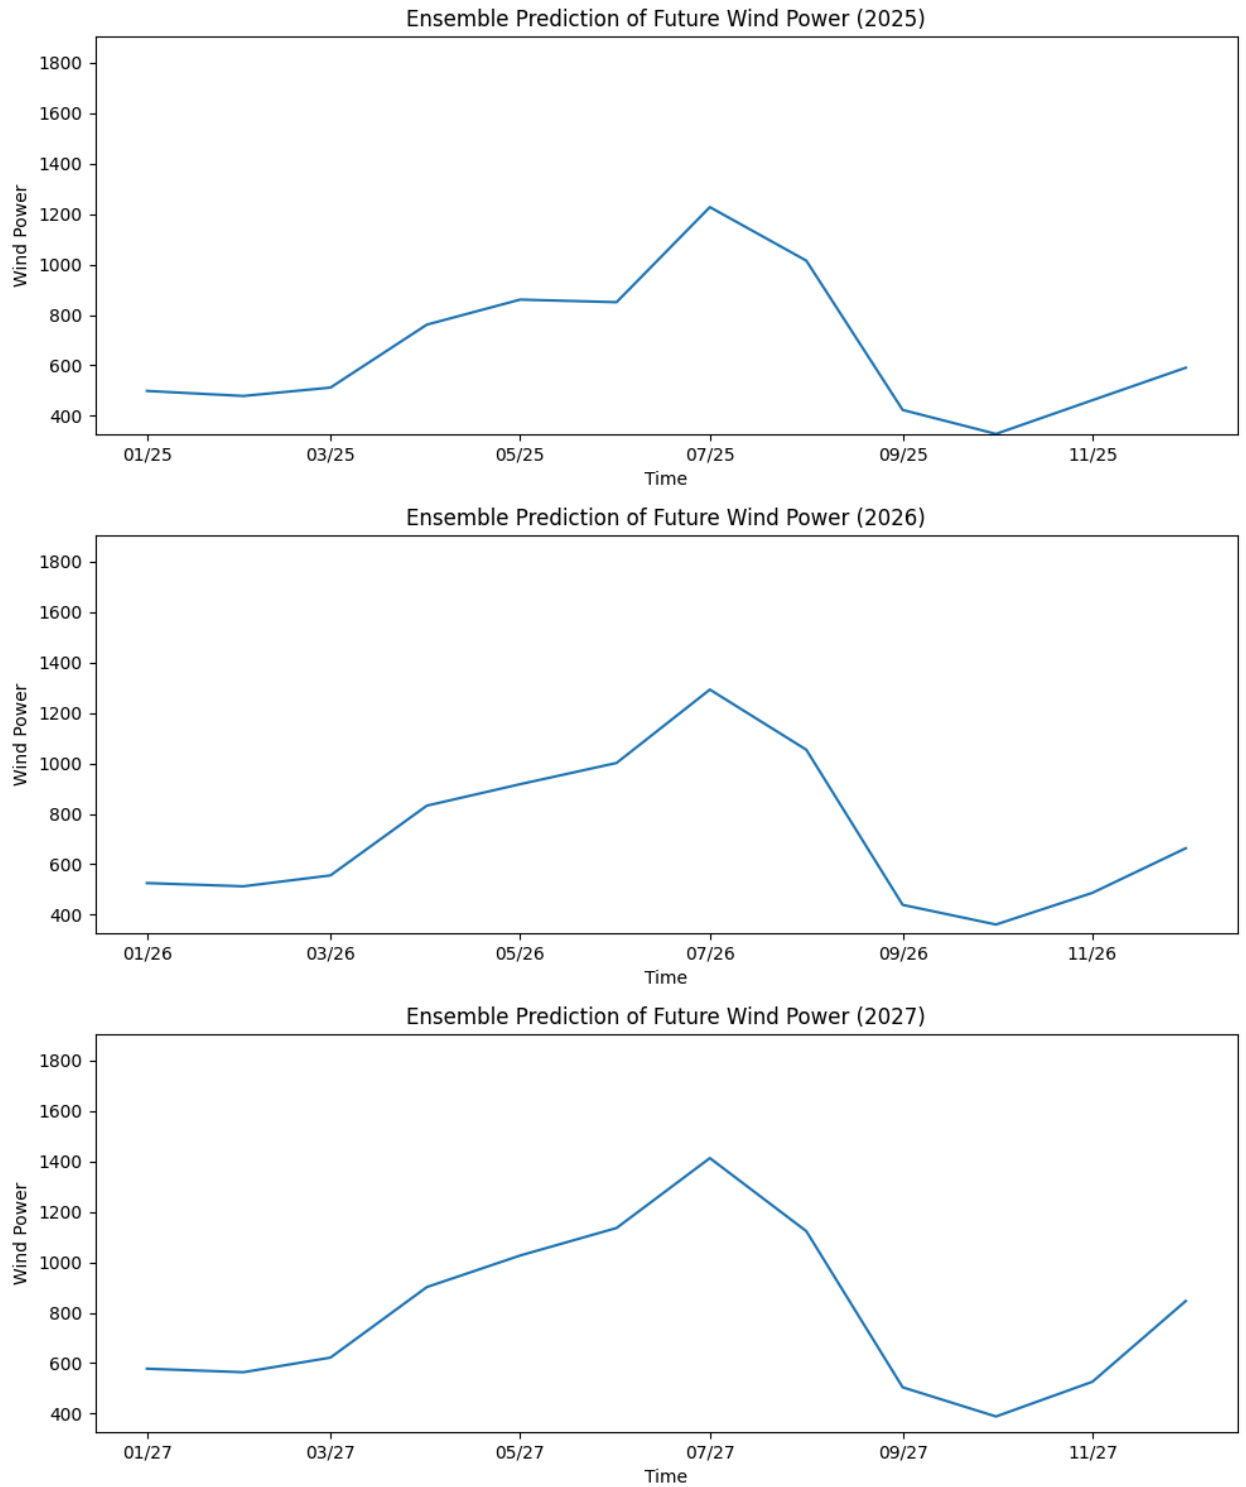 Ensemble Prediction of Future Wind Power (2025)
Wind Power
1800
1600
1400
1200
1000
800
600
400
01/25 03/25 05/25 07/25 09/25 11/25
Time
Ensemble Prediction of Future Wind Power (2026)
Wind Power
1800
1600
1400
1200
1000
800
600
400
01/26 03/26 05/26 07/26 09/26 11/26
Time
Ensemble Prediction of Future Wind Power (2027)
Wind Power
1800
1600
1400
1200
1000
800
600
400
01/27 03/27 05/27 07/27 09/27 11/27
Time